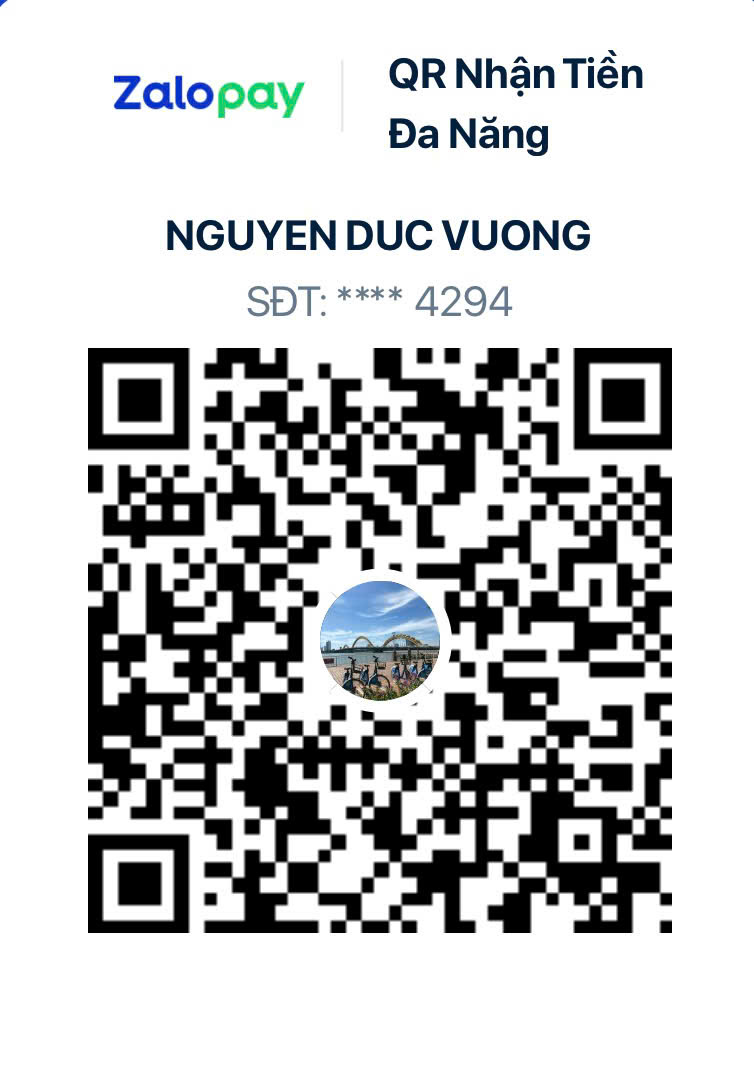 Zalopay
QR Nhận Tiền
Đa Năng
NGUYEN DUC VUONG
SĐT: **** 4294